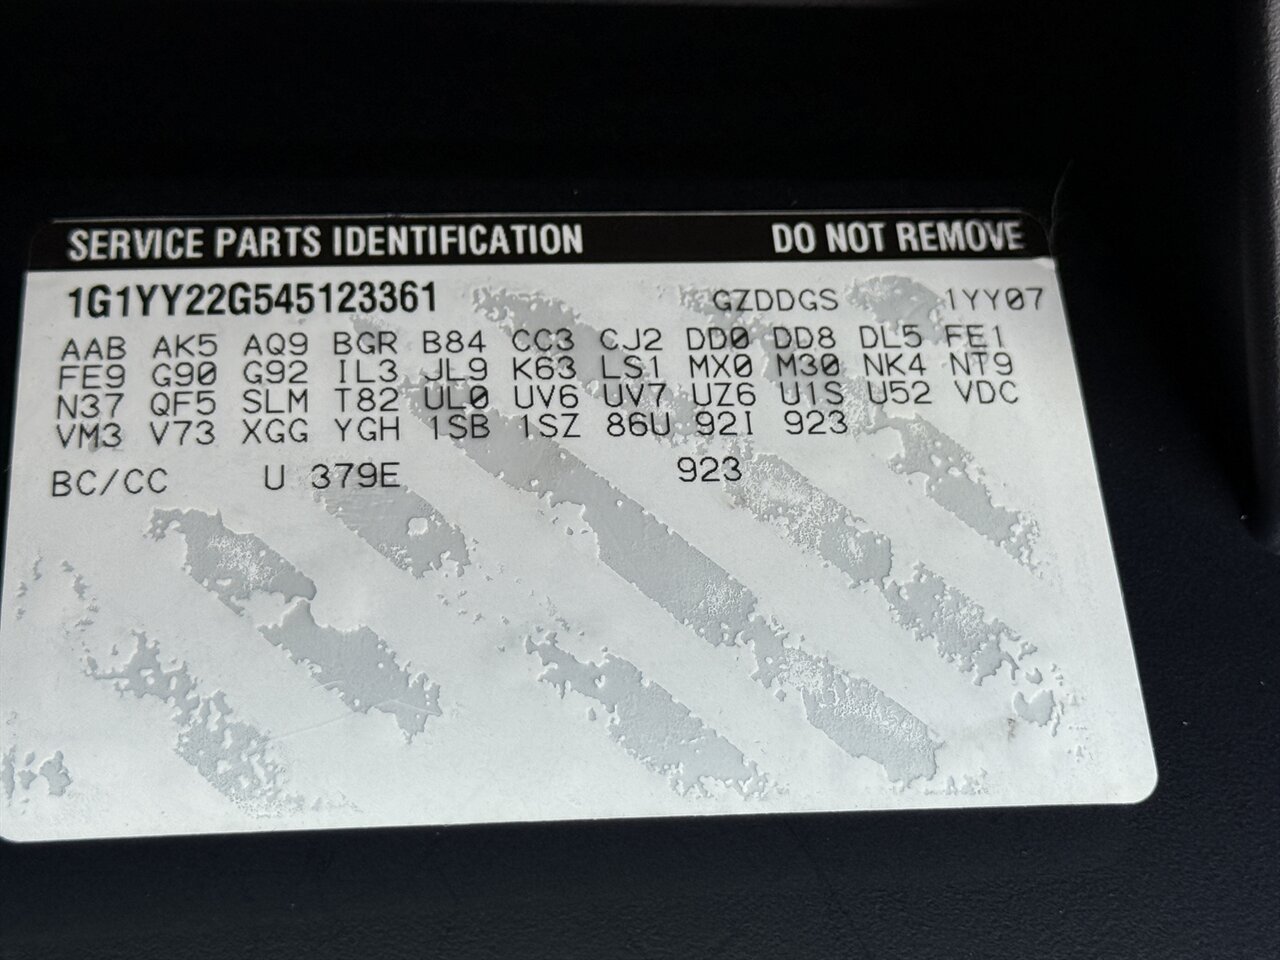 SERVICE PARTS IDENTIFICATION DO NOT REMOVE
1G1YY22G545123361 GZDDGS 1YY07
AAB AK5 AQ9 BGR B84 CC3 CJ2 DD0 DD8 DL5 FE1
FE9 G90 G92 IL3 JL9 K63 LS1 MX0 M30 NK4 NT9
N37 QF5 SLM T82 UL0 UV6 UV7 UZ6 U1S U52 VDC
VM3 V73 XGG YGH 1SB 1SZ 86U 92I 923
BC/CC U 379E 923